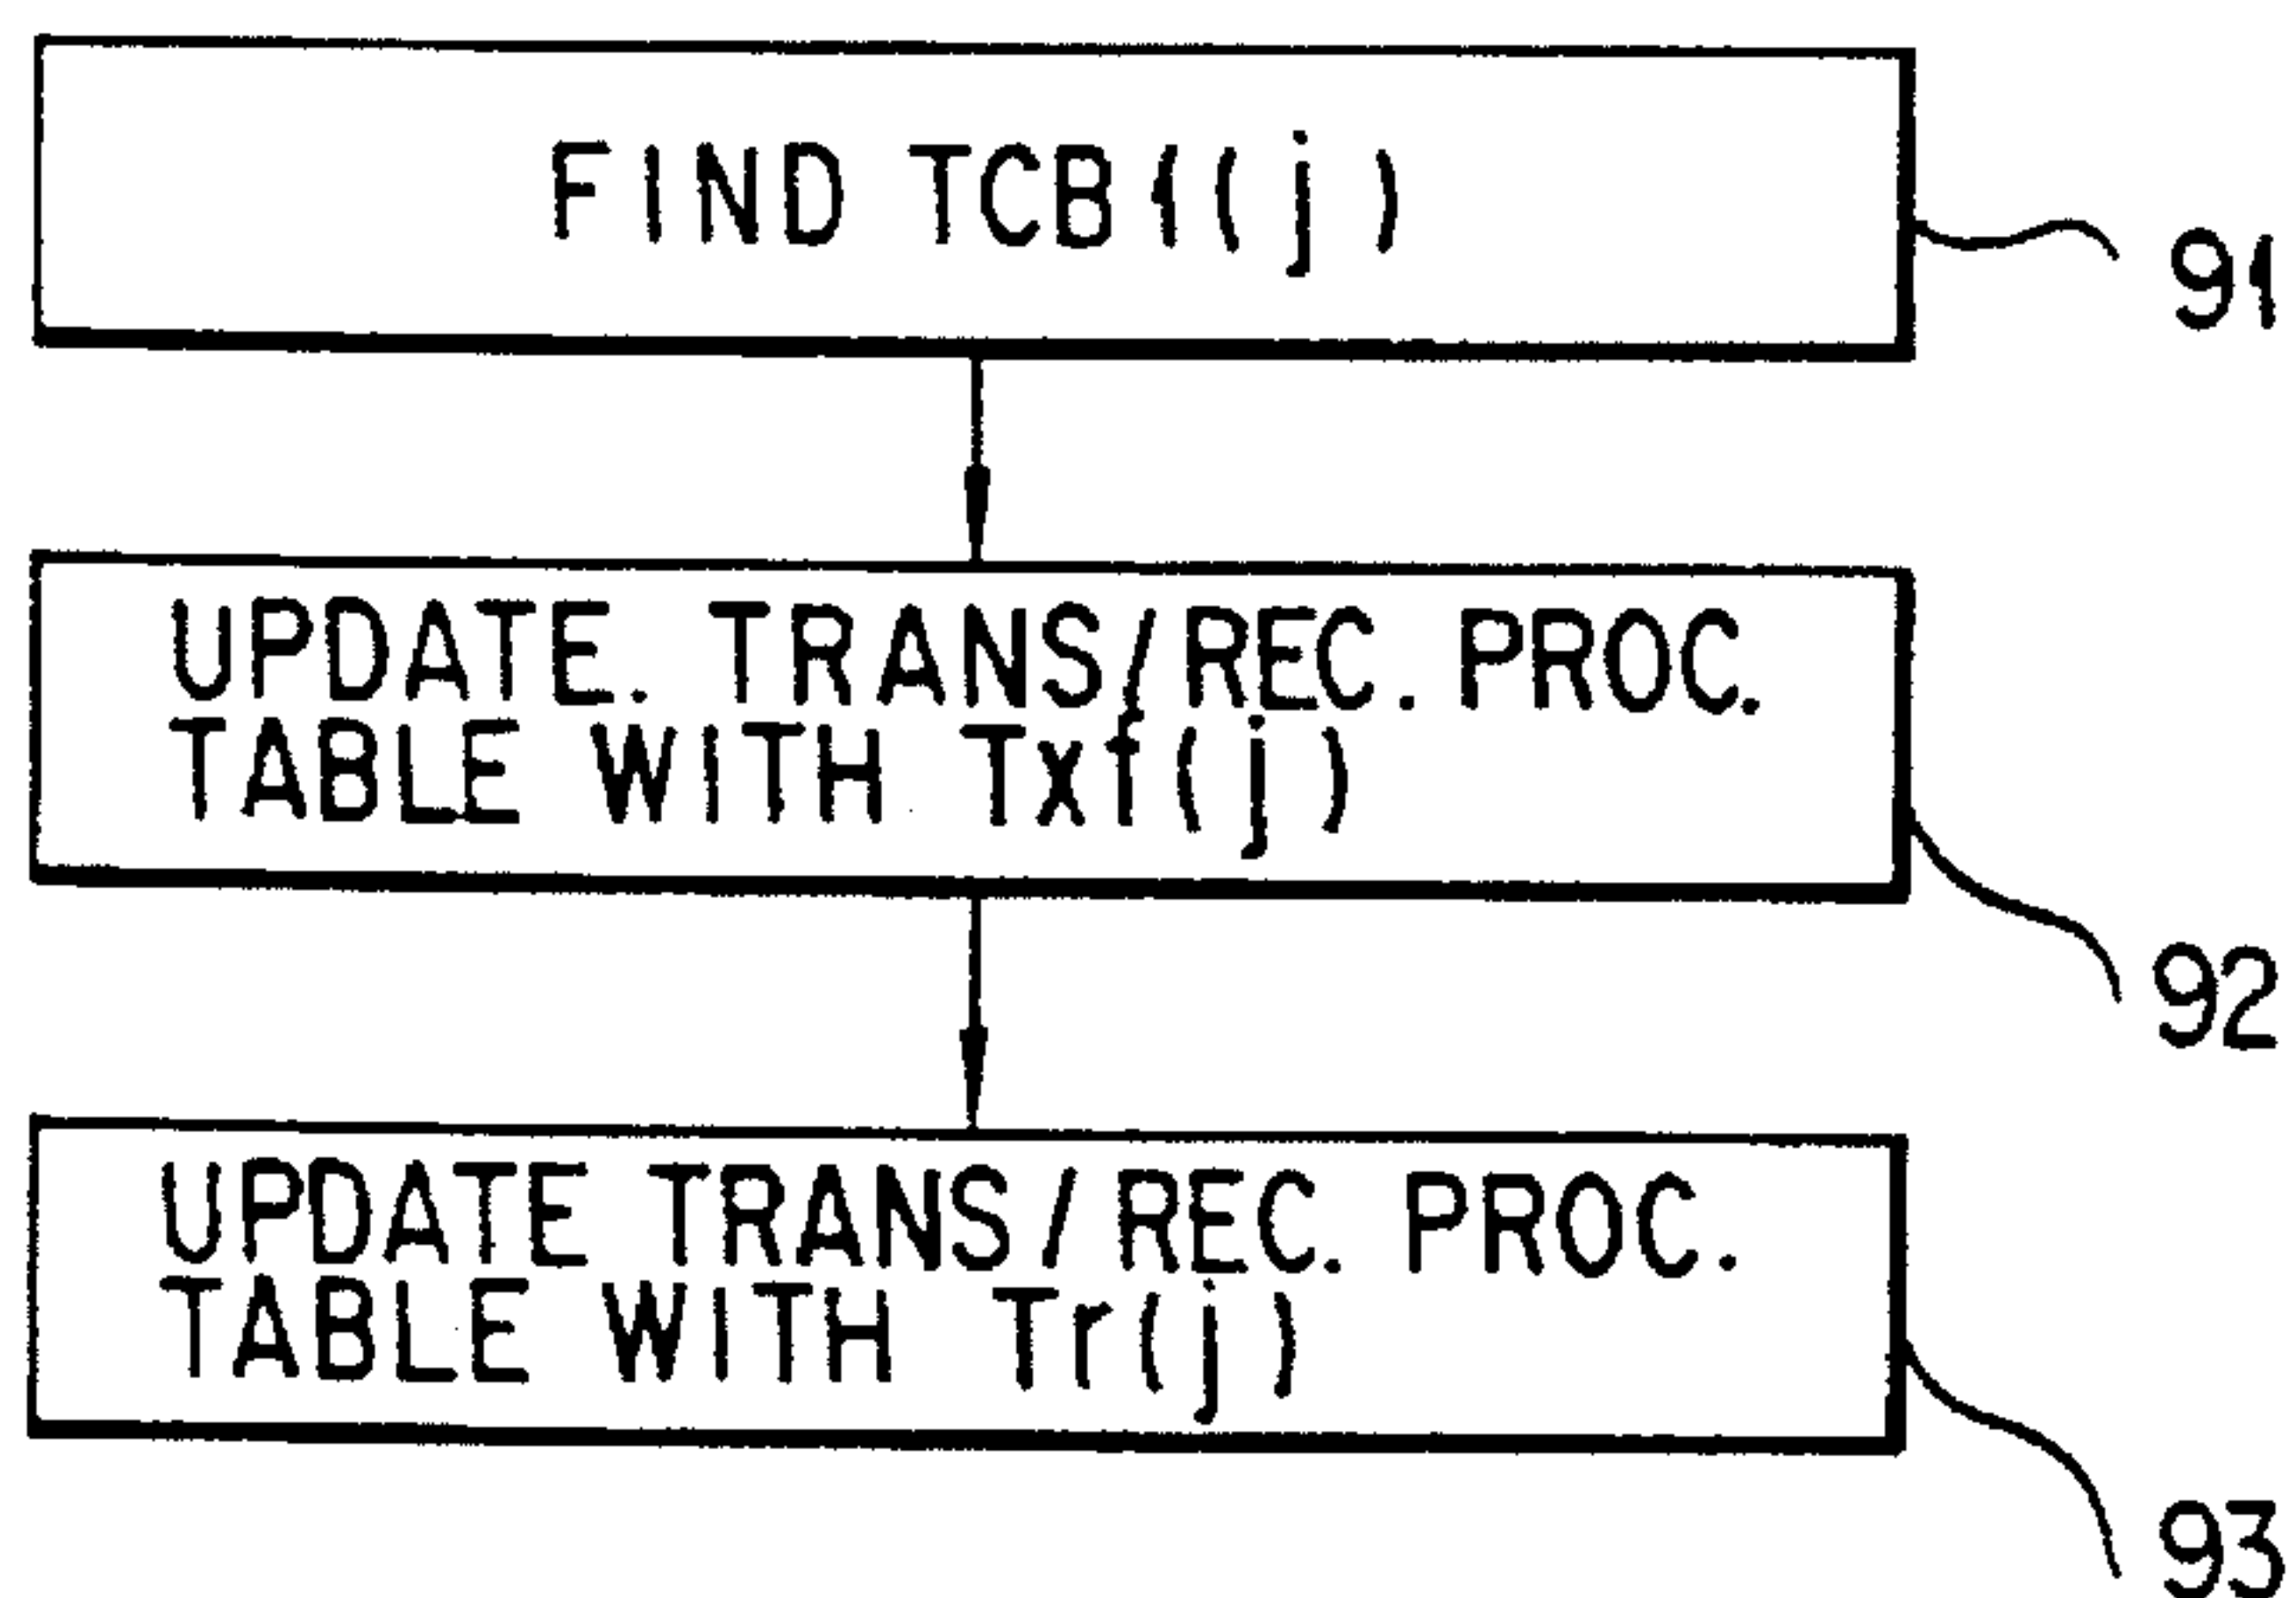 FIND TCB1(j)
91
UPDATE. TRANS/REC. PROC.
TABLE WITH Txf(j)
92
UPDATE TRANS/REC. PROC.
TABLE WITH Tr(j)
93